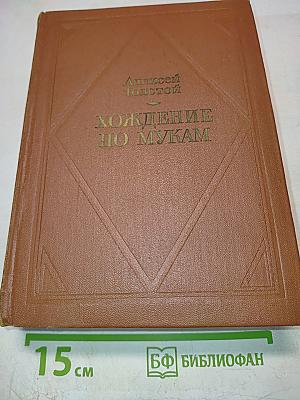 Алексей
Толстой
ХОЖДЕНИЕ
ПО МУКАМ
15 см
БФ БИБЛИОФАН